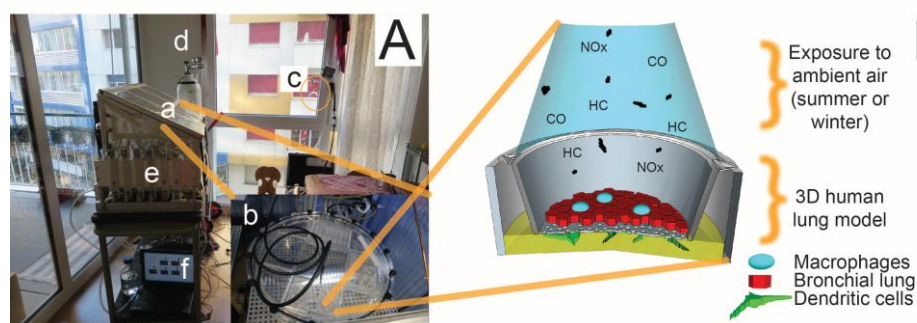 A
d
c
a
e
b
f
NOx
CO
HC
CO
HC
HC
NOx
Exposure to
ambient air
(summer or
winter)
3D human
lung model
Macrophages
Bronchial lung
Dendritic cells